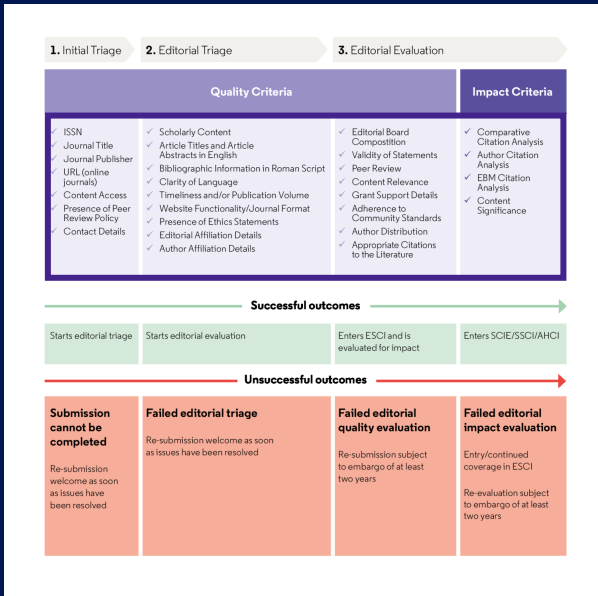 1. Initial Triage
2. Editorial Triage
3. Editorial Evaluation
Quality Criteria
Impact Criteria
✓ ISSN
✓ Journal Title
✓ Journal Publisher
✓ URL (online
journals)
✓ Content Access
✓ Presence of Peer
Review Policy
✓ Contact Details
✓ Scholarly Content
✓ Article Titles and Article
Abstracts in English
✓ Bibliographic Information in Roman Script
✓ Clarity of Language
✓ Timeliness and/or Publication Volume
✓ Website Functionality/Journal Format
✓ Presence of Ethics Statements
✓ Editorial Affiliation Details
✓ Author Affiliation Details
✓ Editorial Board
Compostition
✓ Validity of Statements
✓ Peer Review
✓ Content Relevance
✓ Grant Support Details
✓ Adherence to
Community Standards
✓ Author Distribution
✓ Appropriate Citations
to the Literature
✓ Comparative
Citation Analysis
✓ Author Citation
Analysis
✓ EBM Citation
Analysis
✓ Content
Significance
Successful outcomes
Starts editorial triage
Starts editorial evaluation
Enters ESCI and is
evaluated for impact
Enters SCIE/SSCI/AHCI
Unsuccessful outcomes
Submission
cannot be
completed
Re-submission
welcome as soon
as issues have
been resolved
Failed editorial triage
Re-submission welcome as soon
as issues have been resolved
Failed editorial
quality evaluation
Re-submission subject
to embargo of at least
two years
Failed editorial
impact evaluation
Entry/continued
coverage in ESCI
Re-evaluation subject
to embargo of at least
two years